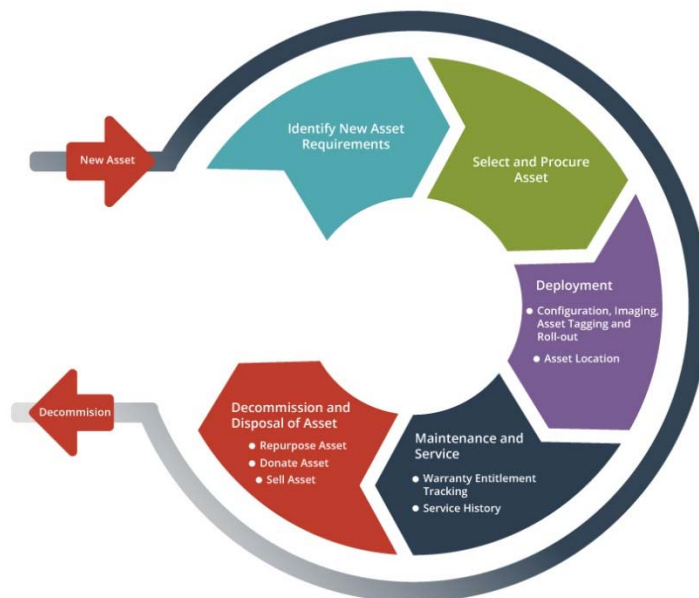 New Asset
Identify New Asset
Requirements
Select and Procure
Asset
Deployment
Configuration, Imaging,
Asset Tagging and
Roll-out
Asset Location
Maintenance and
Service
Warranty Entitlement
Tracking
Service History
Decommission and
Disposal of Asset
Repurpose Asset
Donate Asset
Sell Asset
Decommision